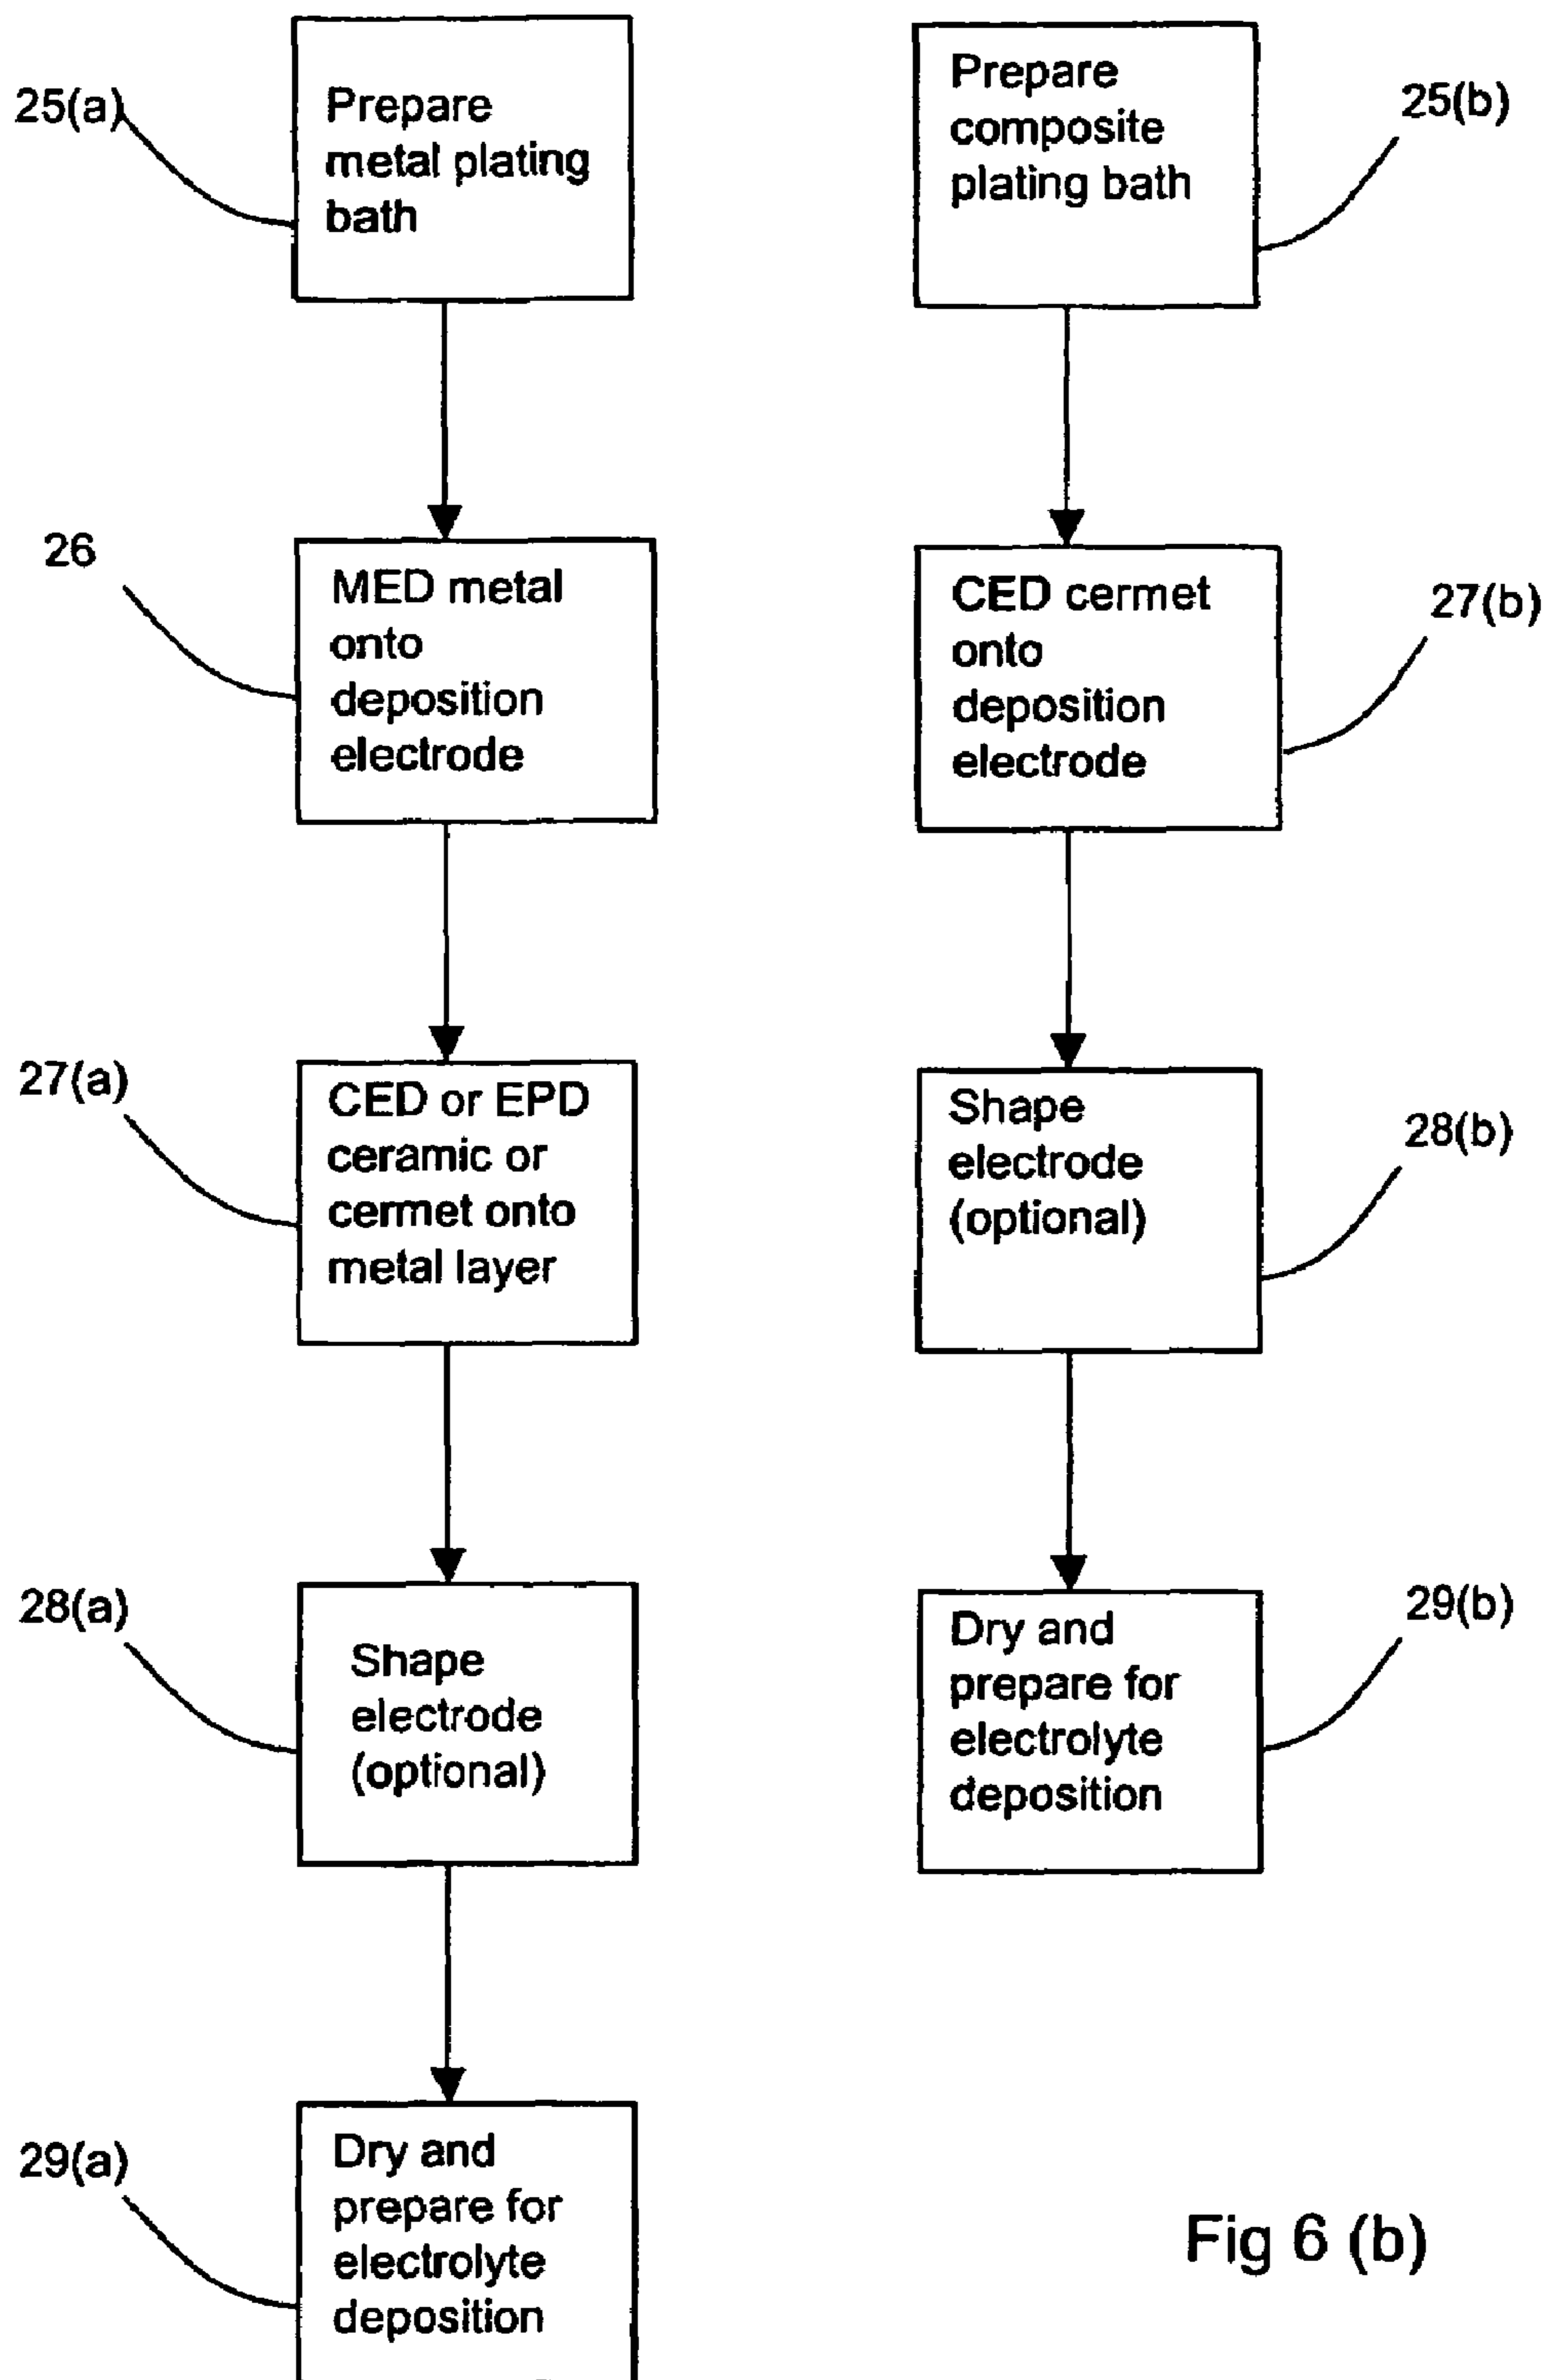 25(a)
Prepare
metal plating
bath
26
MED metal
onto
deposition
electrode
27(a)
CED or EPD
ceramic or
cermet onto
metal layer
28(a)
Shape
electrode
(optional)
29(a)
Dry and
prepare for
electrolyte
deposition
Prepare
composite
plating bath
25(b)
CED cermet
onto
deposition
electrode
27(b)
Shape
electrode
(optional)
28(b)
Dry and
prepare for
electrolyte
deposition
29(b)
Fig 6 (b)